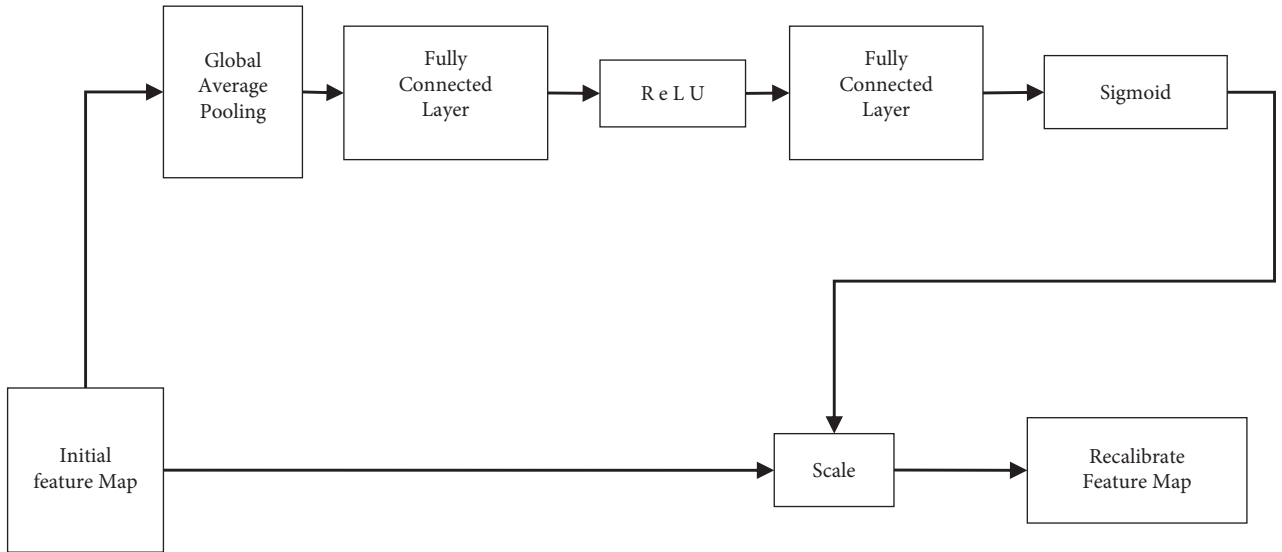 Global
Average
Pooling
Fully
Connected
Layer
R e L U
Fully
Connected
Layer
Sigmoid
Initial
feature Map
Scale
Recalibrate
Feature Map